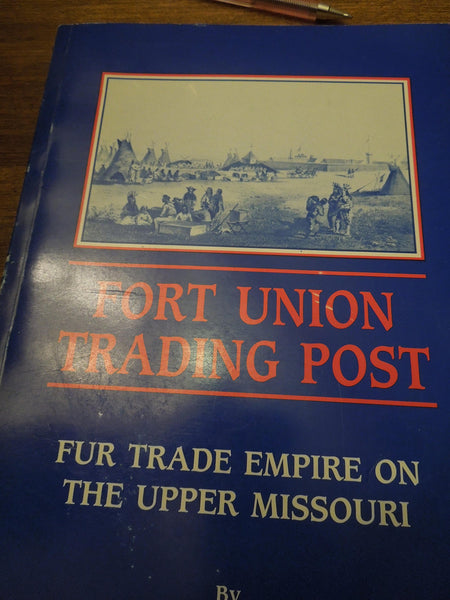 FORT UNION
TRADING POST
FUR TRADE EMPIRE ON
THE UPPER MISSOURI
By